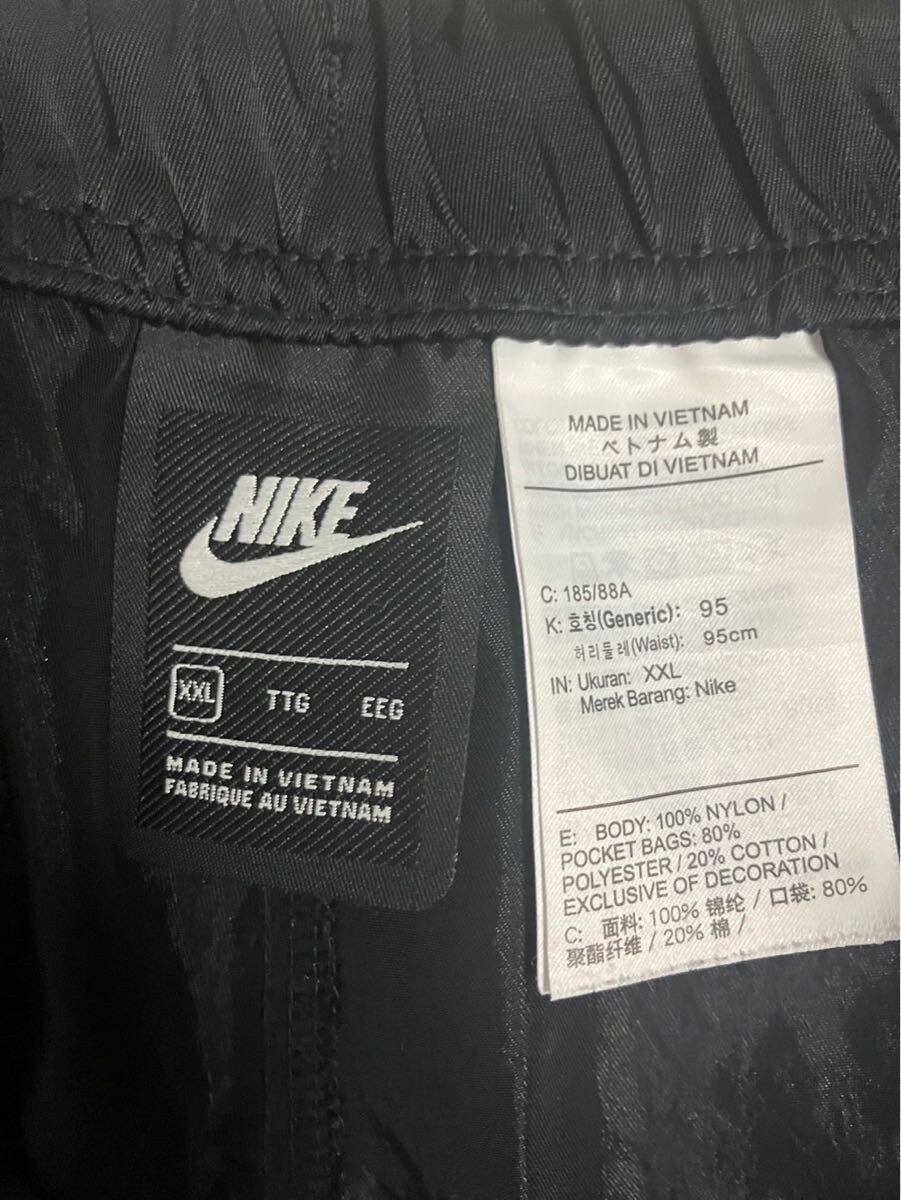 NIKE
XXL TTG EEG
MADE IN VIETNAM
FABRIQUE AU VIETNAM
MADE IN VIETNAM
ベトナム製
DIBUAT DI VIETNAM
C: 185/88A
K: 호칭(Generic): 95
허리둘레(Waist): 95cm
IN: Ukuran: XXL
Merek Barang: Nike
E: BODY: 100% NYLON /
POCKET BAGS: 80%
POLYESTER / 20% COTTON /
EXCLUSIVE OF DECORATION
C: 面料: 100% 锦纶 / 口袋: 80%
聚酯纤维 / 20% 棉 /